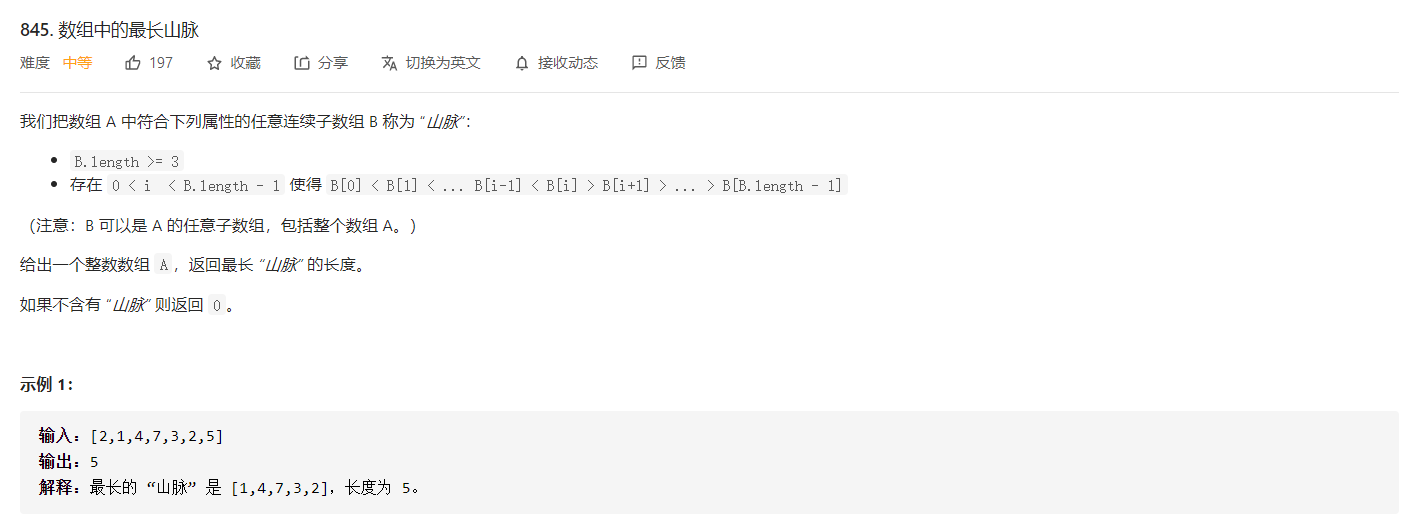 845. 数组中的最长山脉
难度 中等 197 收藏 分享 切换为英文 接收动态 反馈
我们把数组 A 中符合下列属性的任意连续子数组 B 称为 “山脉”:
B.length >= 3
存在 0 < i < B.length - 1 使得 B[0] < B[1] < ... B[i-1] < B[i] > B[i+1] > ... > B[B.length - 1]
（注意：B 可以是 A 的任意子数组，包括整个数组 A。）
给出一个整数数组 A，返回最长 “山脉” 的长度。
如果不含有 “山脉” 则返回 0。
示例 1：
输入：[2,1,4,7,3,2,5]
输出：5
解释：最长的 “山脉” 是 [1,4,7,3,2]，长度为 5。